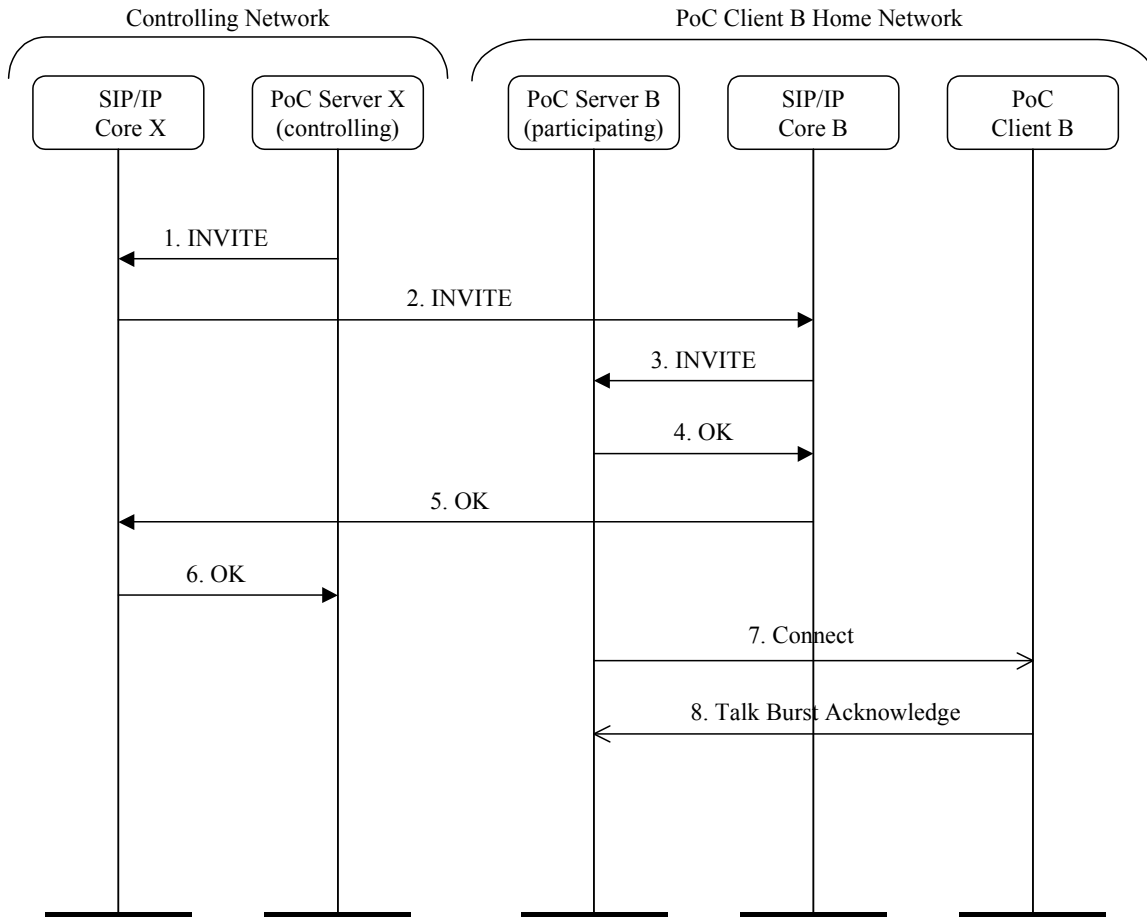 Controlling Network
PoC Client B Home Network
SIP/IP
Core X
PoC Server X
(controlling)
PoC Server B
(participating)
SIP/IP
Core B
PoC
Client B
1. INVITE
2. INVITE
3. INVITE
4. OK
5. OK
6. OK
7. Connect
8. Talk Burst Acknowledge